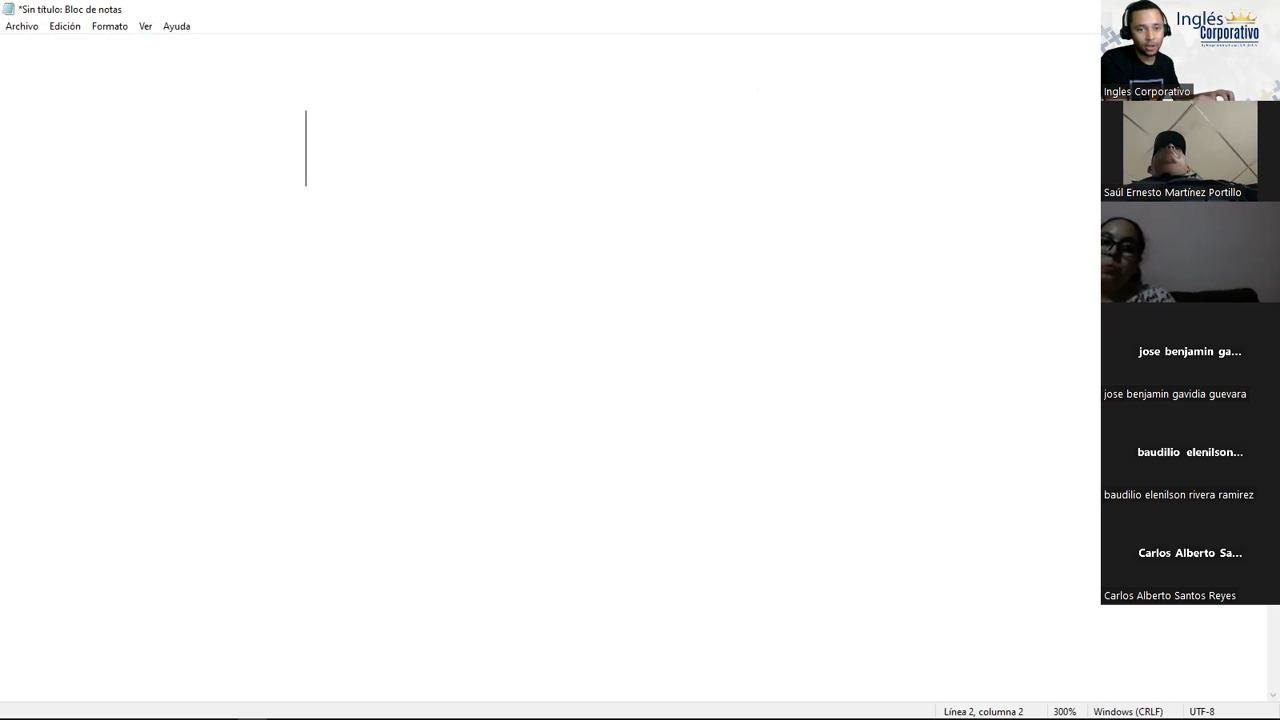 *Sin título: Bloc de notas
Archivo Edición Formato Ver Ayuda
Inglés
Corporativo
Ingles Corporativo
Saúl Ernesto Martínez Portillo
jose benjamin ga...
jose benjamin gavidia guevara
baudilio elenilson...
baudilio elenilson rivera ramirez
Carlos Alberto Sa...
Carlos Alberto Santos Reyes
Línea 2, columna 2 300% Windows (CRLF) UTF-8